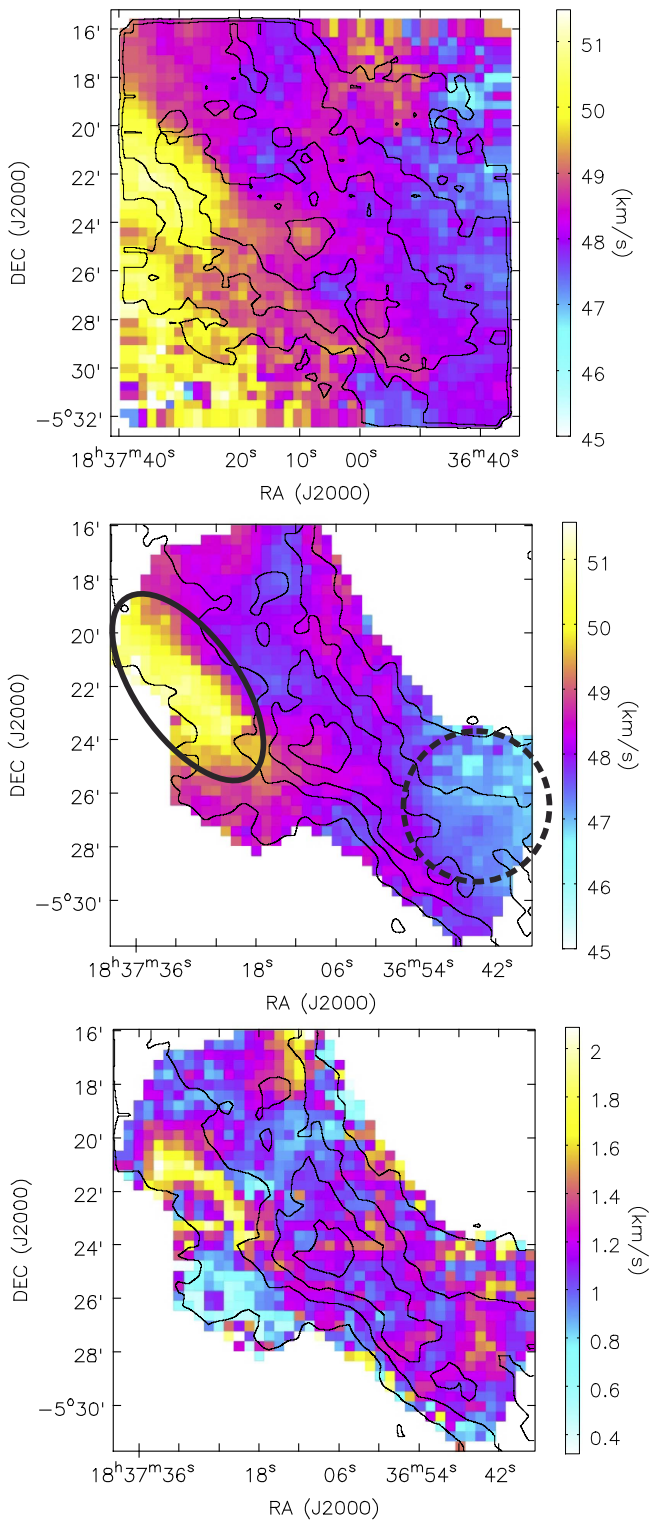 16'
18'
20'
22'
24'
26'
28'
30'
−5°32'
DEC (J2000)
18ʰ37ᵐ40ˢ
20ˢ
10ˢ
00ˢ
36ᵐ40ˢ
RA (J2000)
51
50
49
48
47
46
45
(km/s)
16'
18'
20'
22'
24'
26'
28'
−5°30'
DEC (J2000)
18ʰ37ᵐ36ˢ
18ˢ
06ˢ
36ᵐ54ˢ
42ˢ
RA (J2000)
51
50
49
48
47
46
45
(km/s)
16'
18'
20'
22'
24'
26'
28'
−5°30'
DEC (J2000)
18ʰ37ᵐ36ˢ
18ˢ
06ˢ
36ᵐ54ˢ
42ˢ
RA (J2000)
2
1.8
1.6
1.4
1.2
1
0.8
0.6
0.4
(km/s)